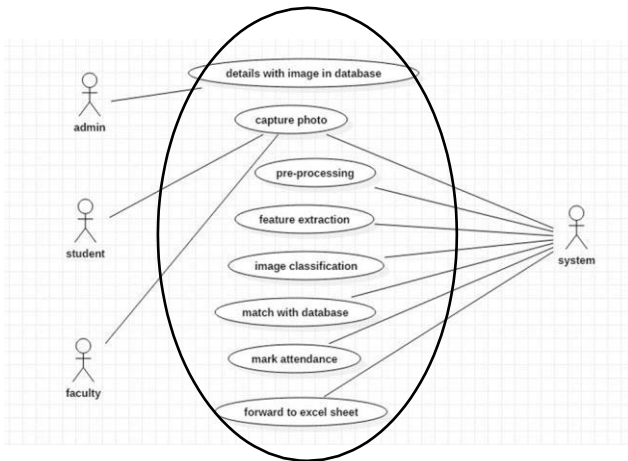 details with image in database
admin
capture photo
pre-processing
student
feature extraction
system
image classification
match with database
mark attendance
faculty
forward to excel sheet